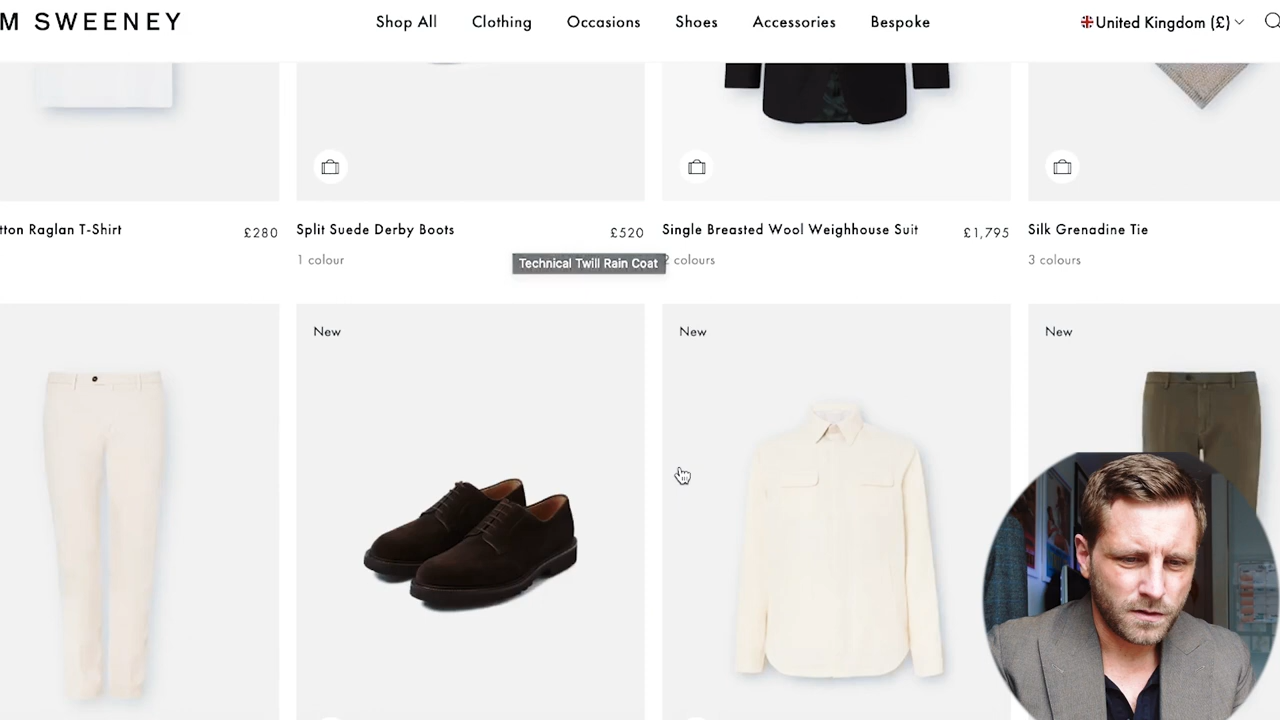 M SWEENEY
Shop All
Clothing
Occasions
Shoes
Accessories
Bespoke
United Kingdom (£)
tton Raglan T-Shirt
£280
Split Suede Derby Boots
£520
1 colour
Single Breasted Wool Weighhouse Suit
£1,795
2 colours
Silk Grenadine Tie
3 colours
Technical Twill Rain Coat
New
New
New